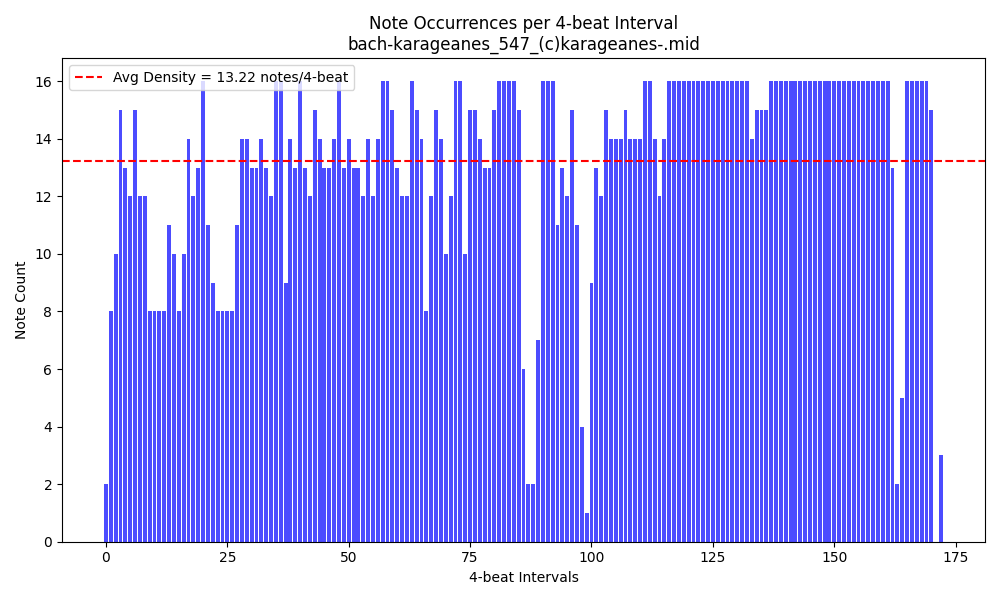 Note Occurrences per 4-beat Interval
bach-karageanes_547_(c)karageanes-.mid
Avg Density = 13.22 notes/4-beat
Note Count
16
14
12
10
8
6
4
2
0
0 25 50 75 100 125 150 175
4-beat Intervals